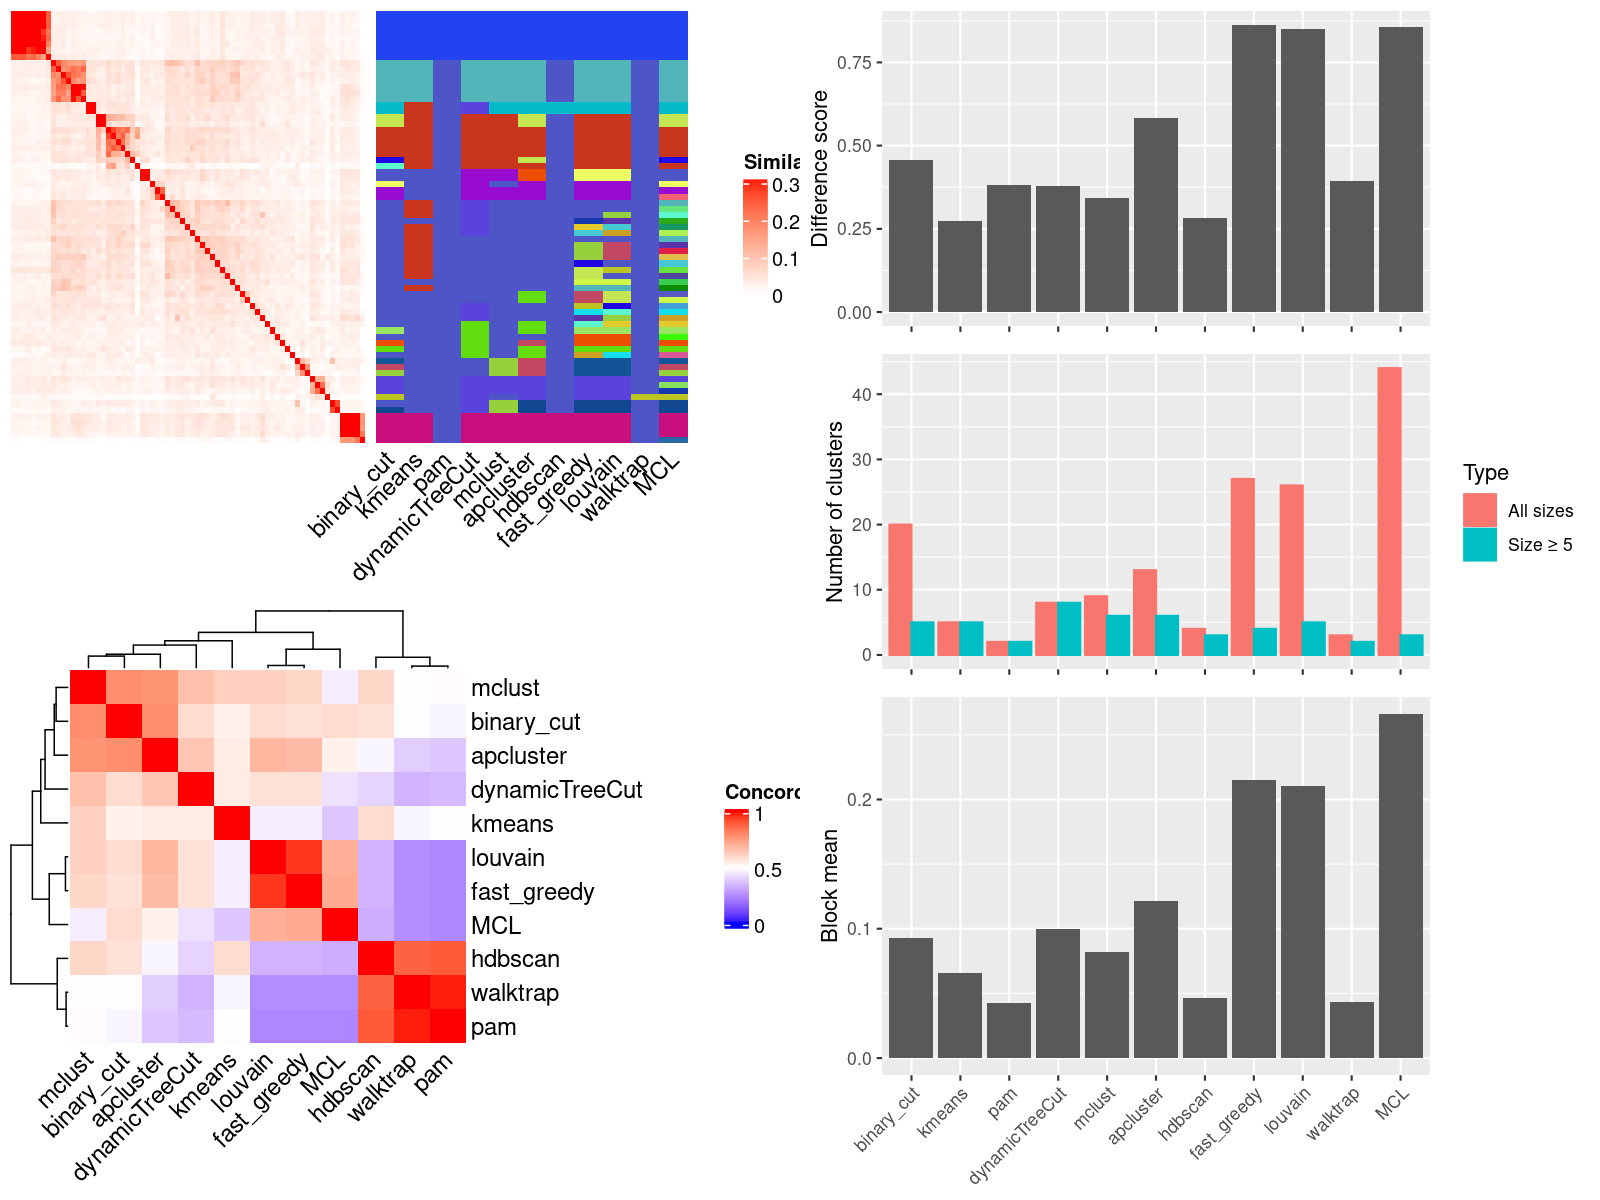 Simila
0.3
0.2
0.1
0
binary_cut
kmeans
pam
dynamicTreeCut
mclust
apcluster
hdbscan
fast_greedy
louvain
walktrap
MCL
mclust
binary_cut
apcluster
dynamicTreeCut
kmeans
louvain
fast_greedy
MCL
hdbscan
walktrap
pam
Concord
1
0.5
0
mclust
binary_cut
apcluster
dynamicTreeCut
kmeans
louvain
fast_greedy
MCL
hdbscan
walktrap
pam
Difference score
0.75
0.50
0.25
0.00
Number of clusters
40
30
20
10
0
Type
All sizes
Size ≥ 5
Block mean
0.2
0.1
0.0
binary_cut
kmeans
pam
dynamicTreeCut
mclust
apcluster
hdbscan
fast_greedy
louvain
walktrap
MCL